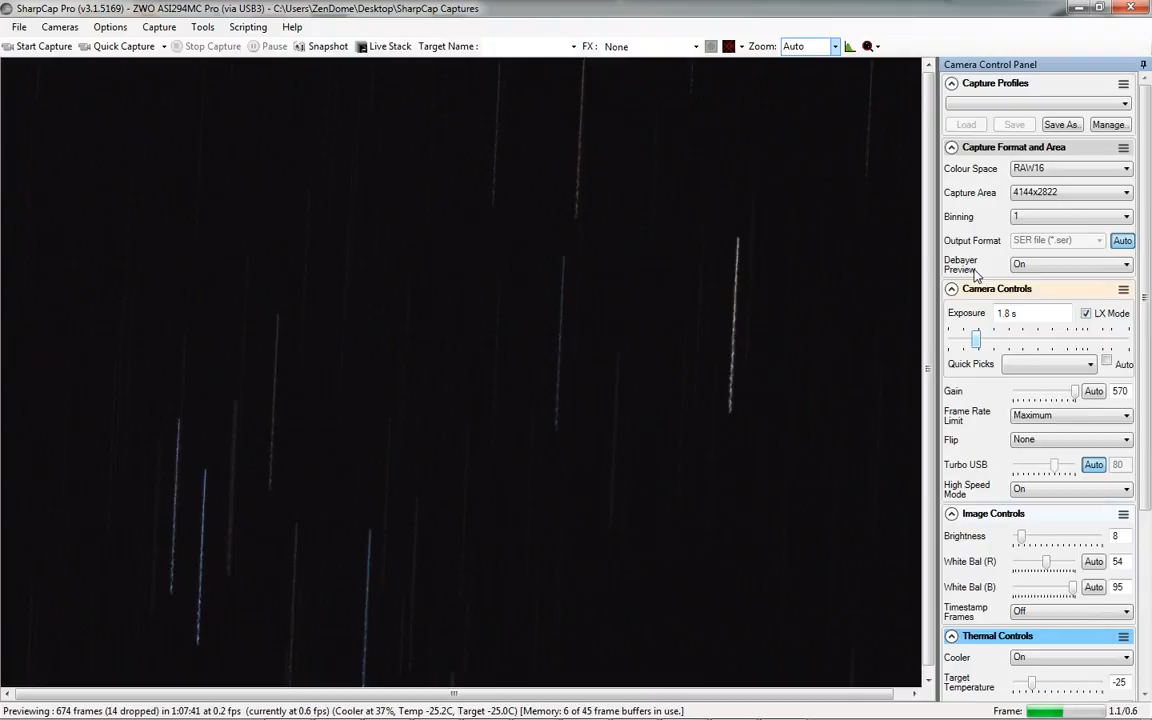 SharpCap Pro (v3.1.5169) - ZWO ASI294MC Pro (via USB3) - C:\Users\ZenDome\Desktop\SharpCap Captures
File Cameras Options Capture Tools Scripting Help
Start Capture Quick Capture Stop Capture Pause Snapshot Live Stack Target Name : FX : None Zoom: Auto
Camera Control Panel
Capture Profiles
Load Save Save As.. Manage..
Capture Format and Area
Colour Space RAW16
Capture Area 4144x2822
Binning 1
Output Format SER file (*.ser) Auto
Debayer
Preview On
Camera Controls
Exposure 1.8 s LX Mode
Quick Picks Auto
Gain Auto 570
Frame Rate
Limit Maximum
Flip None
Turbo USB Auto 80
High Speed
Mode On
Image Controls
Brightness 8
White Bal (R) Auto 54
White Bal (B) Auto 95
Timestamp
Frames Off
Thermal Controls
Cooler On
Target
Temperature -25
Previewing : 674 frames (14 dropped) in 1:07:41 at 0.2 fps (currently at 0.6 fps) (Cooler at 37%, Temp -25.2C, Target -25.0C) [Memory: 6 of 45 frame buffers in use.] Frame: 1.1/0.6